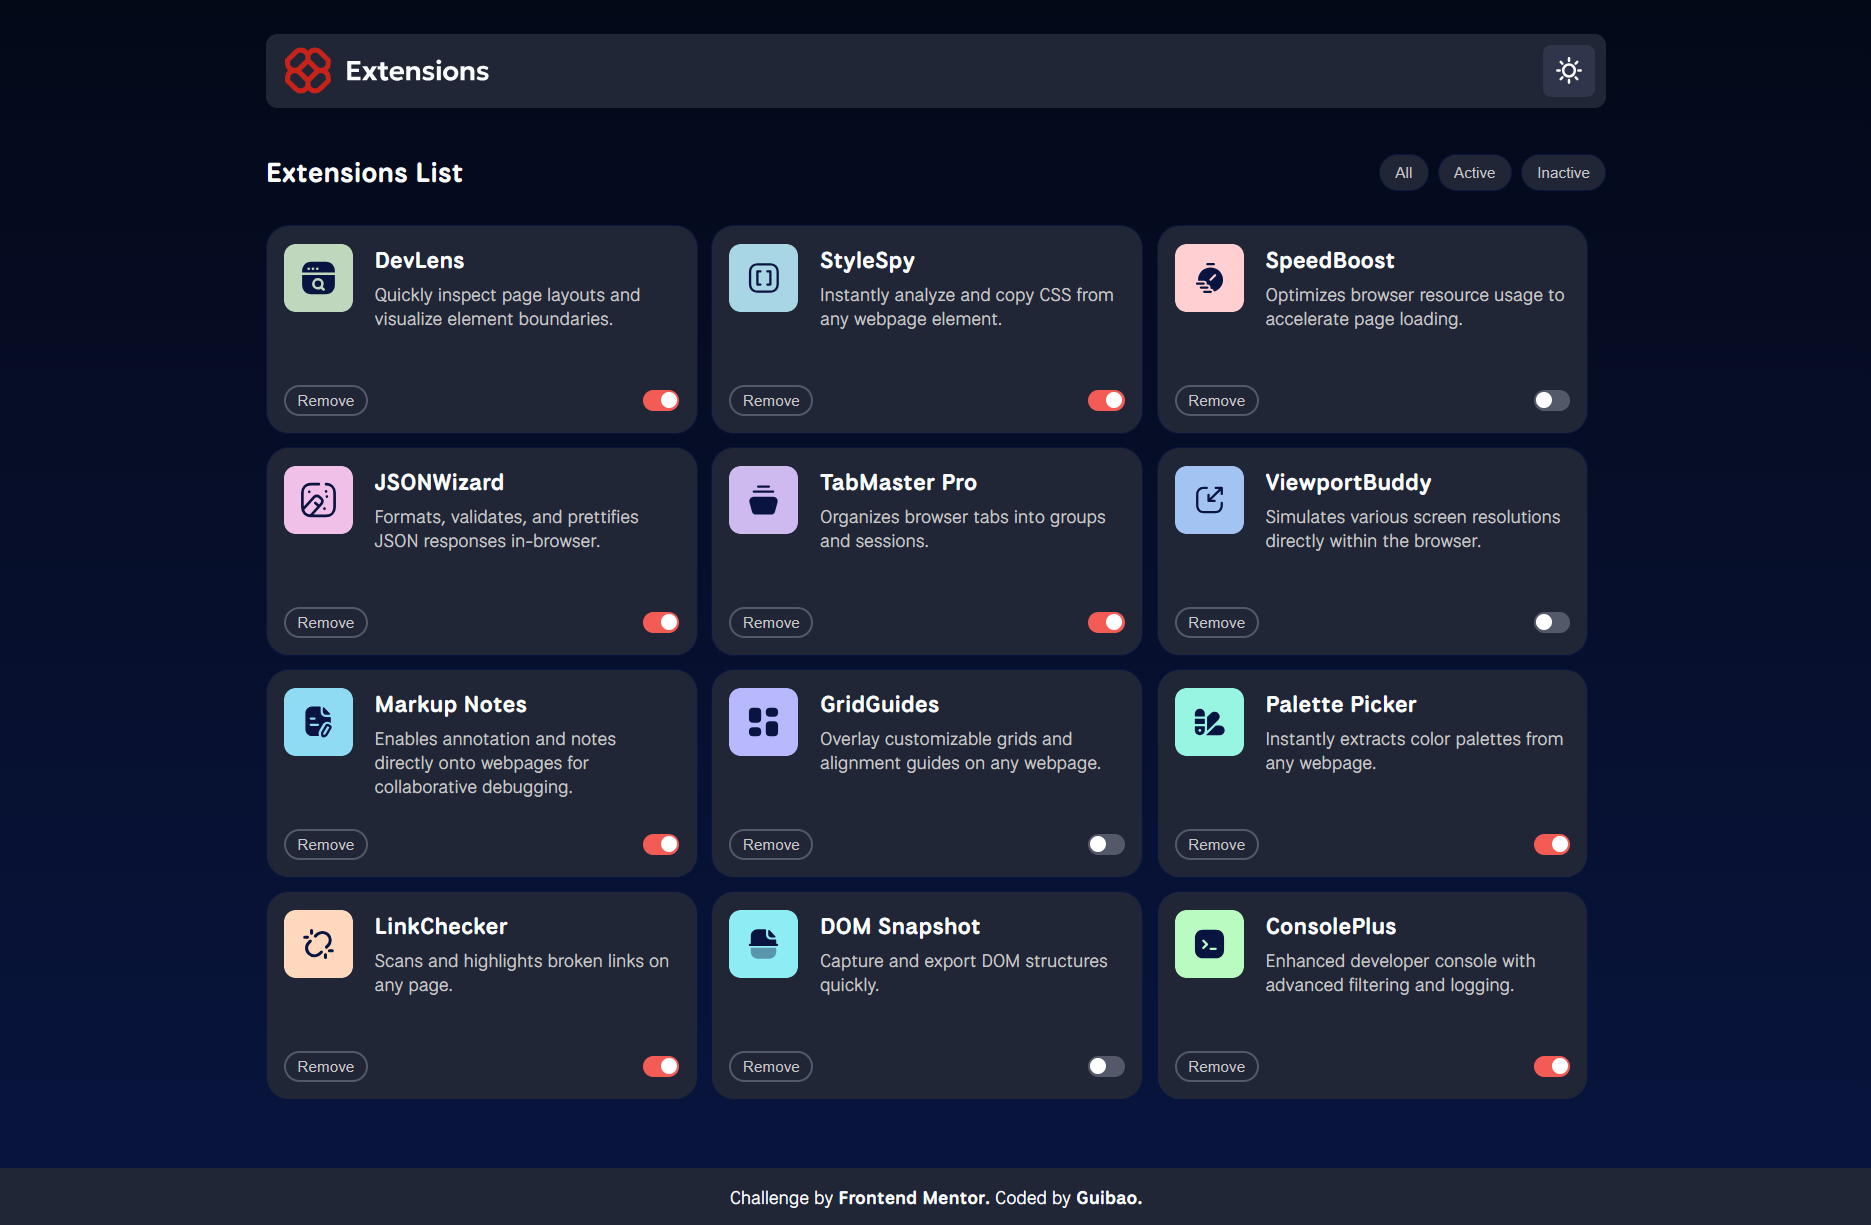 Extensions
Extensions List
All
Active
Inactive
DevLens
Quickly inspect page layouts and
visualize element boundaries.
Remove
StyleSpy
Instantly analyze and copy CSS from
any webpage element.
Remove
SpeedBoost
Optimizes browser resource usage to
accelerate page loading.
Remove
JSONWizard
Formats, validates, and prettifies
JSON responses in-browser.
Remove
TabMaster Pro
Organizes browser tabs into groups
and sessions.
Remove
ViewportBuddy
Simulates various screen resolutions
directly within the browser.
Remove
Markup Notes
Enables annotation and notes
directly onto webpages for
collaborative debugging.
Remove
GridGuides
Overlay customizable grids and
alignment guides on any webpage.
Remove
Palette Picker
Instantly extracts color palettes from
any webpage.
Remove
LinkChecker
Scans and highlights broken links on
any page.
Remove
DOM Snapshot
Capture and export DOM structures
quickly.
Remove
ConsolePlus
Enhanced developer console with
advanced filtering and logging.
Remove
Challenge by Frontend Mentor. Coded by Guibao.